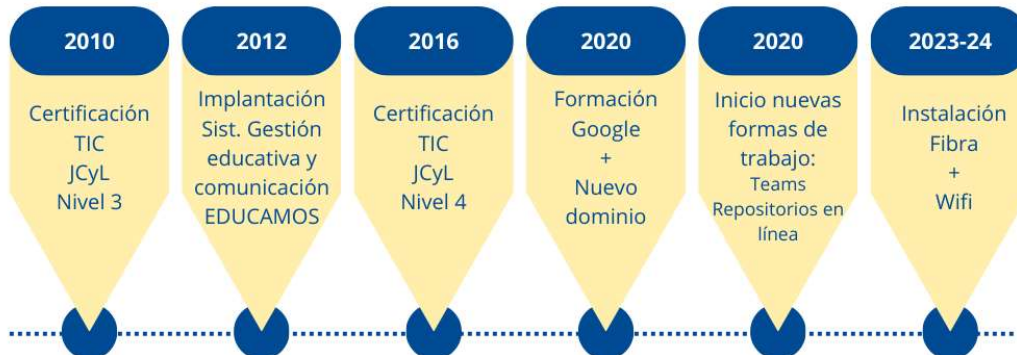 2010
Certificación
TIC
JCyL
Nivel 3
2012
Implantación
Sist. Gestión
educativa y
comunicación
EDUCAMOS
2016
Certificación
TIC
JCyL
Nivel 4
2020
Formación
Google
+
Nuevo
dominio
2020
Inicio nuevas
formas de
trabajo:
Teams
Repositorios en
línea
2023-24
Instalación
Fibra
+
Wifi